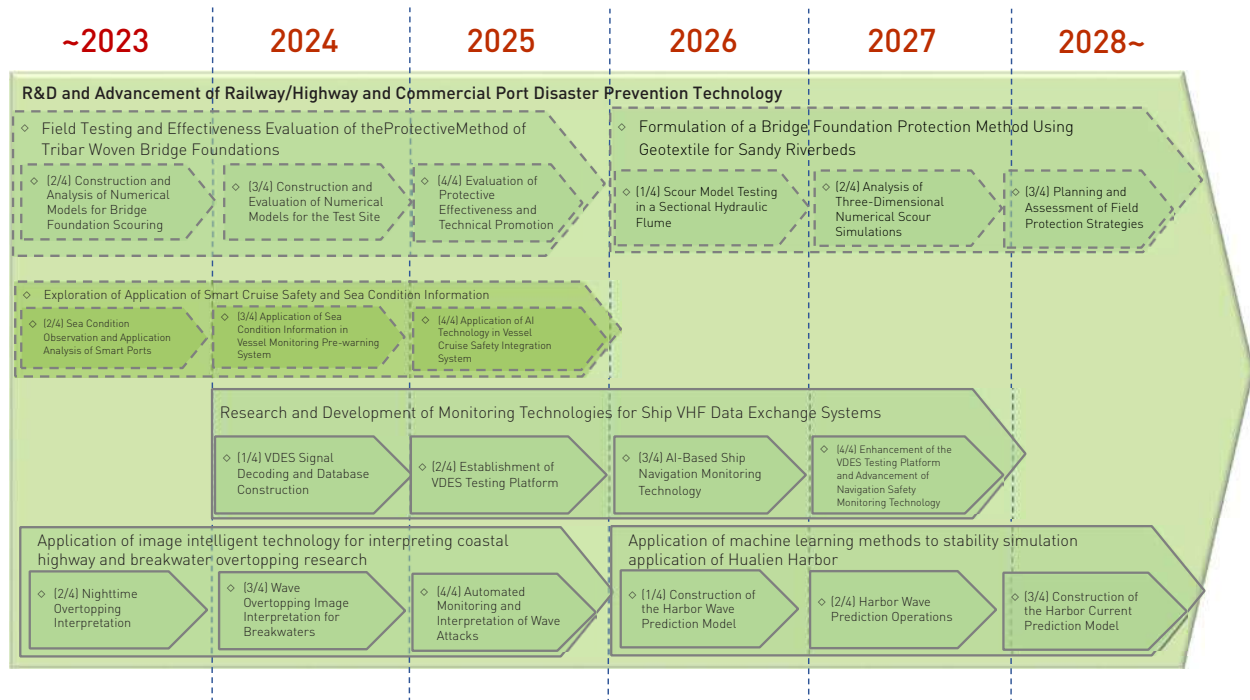 ~2023 2024 2025 2026 2027 2028~
R&D and Advancement of Railway/Highway and Commercial Port Disaster Prevention Technology
◇ Field Testing and Effectiveness Evaluation of theProtectiveMethod of
Tribar Woven Bridge Foundations
◇ (2/4) Construction and
Analysis of Numerical
Models for Bridge
Foundation Scouring
◇ (3/4) Construction and
Evaluation of Numerical
Models for the Test Site
◇ (4/4) Evaluation of
Protective
Effectiveness and
Technical Promotion
◇ Formulation of a Bridge Foundation Protection Method Using
Geotextile for Sandy Riverbeds
◇ (1/4) Scour Model Testing
in a Sectional Hydraulic
Flume
◇ (2/4) Analysis of
Three-Dimensional
Numerical Scour
Simulations
◇ (3/4) Planning and
Assessment of Field
Protection Strategies
◇ Exploration of Application of Smart Cruise Safety and Sea Condition Information
◇ (2/4) Sea Condition
Observation and Application
Analysis of Smart Ports
◇ (3/4) Application of Sea
Condition Information in
Vessel Monitoring Pre-warning
System
◇ (4/4) Application of AI
Technology in Vessel
Cruise Safety Integration
System
Research and Development of Monitoring Technologies for Ship VHF Data Exchange Systems
◇ (1/4) VDES Signal
Decoding and Database
Construction
◇ (2/4) Establishment of
VDES Testing Platform
◇ (3/4) AI-Based Ship
Navigation Monitoring
Technology
◇ (4/4) Enhancement of the
VDES Testing Platform
and Advancement of
Navigation Safety
Monitoring Technology
Application of image intelligent technology for interpreting coastal
highway and breakwater overtopping research
◇ (2/4) Nighttime
Overtopping
Interpretation
◇ (3/4) Wave
Overtopping Image
Interpretation for
Breakwaters
◇ (4/4) Automated
Monitoring and
Interpretation of Wave
Attacks
Application of machine learning methods to stability simulation
application of Hualien Harbor
◇ (1/4) Construction of
the Harbor Wave
Prediction Model
◇ (2/4) Harbor Wave
Prediction Operations
◇ (3/4) Construction of
the Harbor Current
Prediction Model